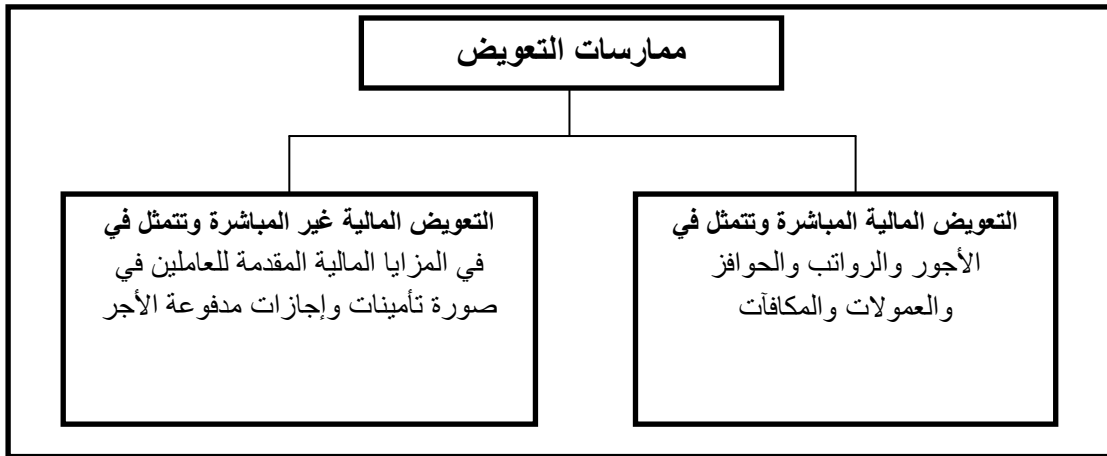 ممارسات التعويض
التعويض المالية المباشرة وتتمثل في
الأجور والرواتب والحوافز
والعمولات والمكافآت
التعويض المالية غير المباشرة وتتمثل في
في المزايا المالية المقدمة للعاملين في
صورة تأمينات وإجازات مدفوعة الأجر